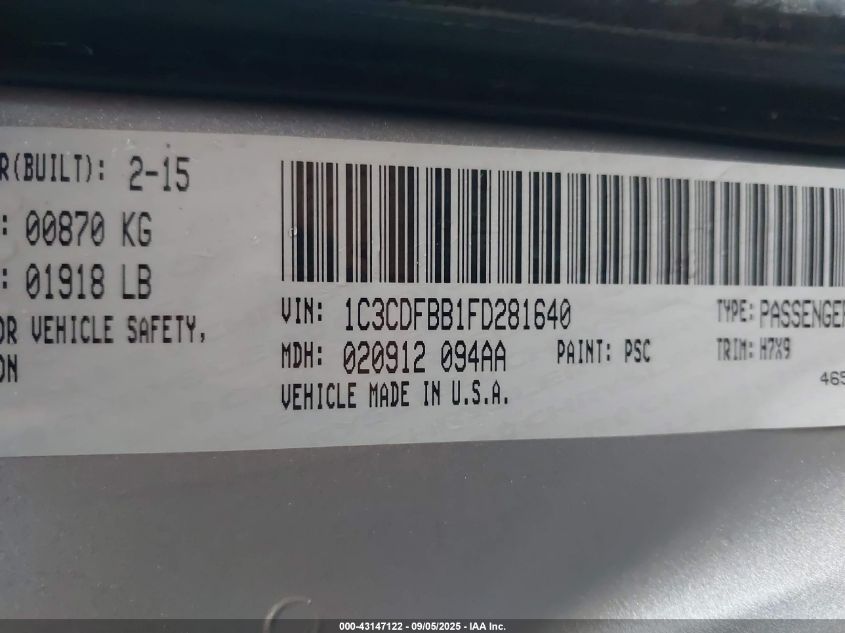 R(BUILT): 2-15
: 00870 KG
: 01918 LB
OR VEHICLE SAFETY,
ON
VIN: 1C3CDFBB1FD281640
TYPE: PASSENGER
MDH: 020912 094AA
PAINT: PSC
TRIM: H7X9
VEHICLE MADE IN U.S.A.
465
000-43147122 - 09/05/2025 - IAA Inc.